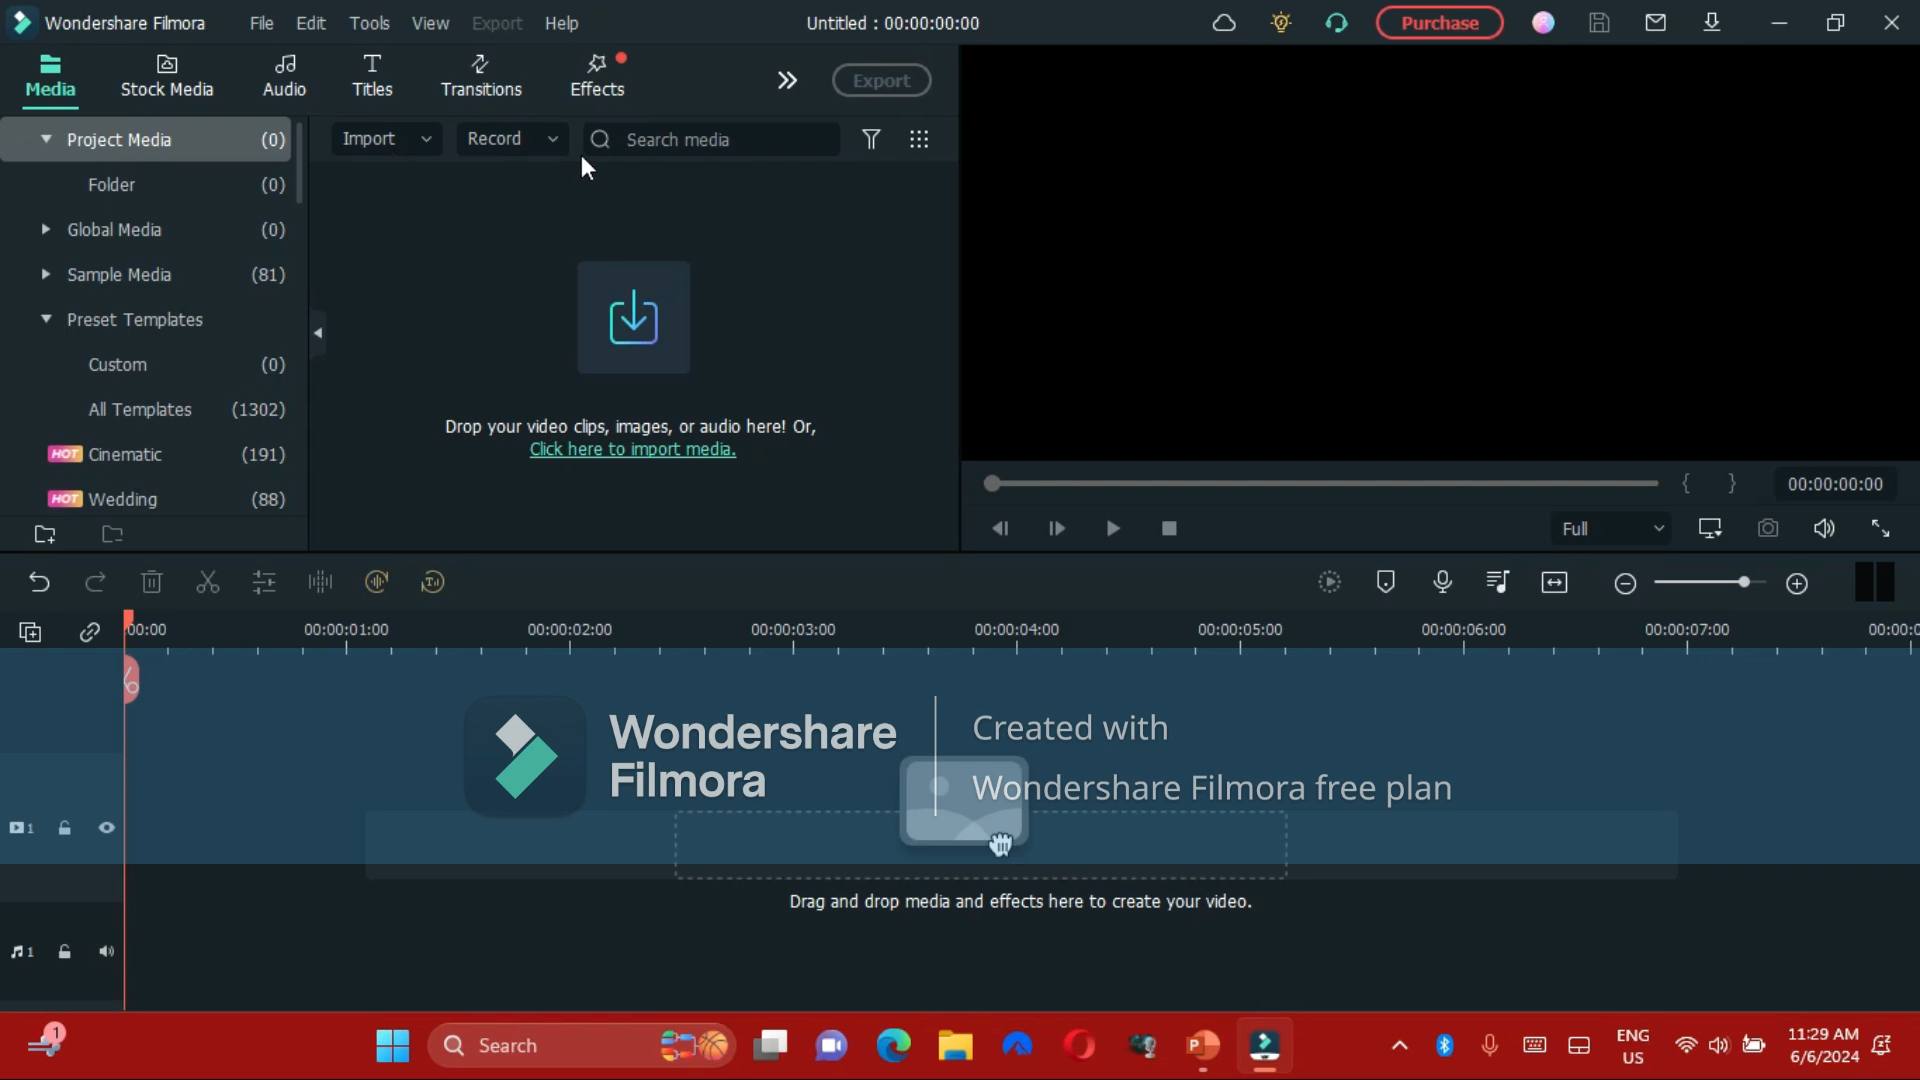 Wondershare Filmora File Edit Tools View Export Help Untitled : 00:00:00:00 Purchase
Media Stock Media Audio Titles Transitions Effects Export
Project Media (0) Import Record Search media
Folder (0)
Global Media (0)
Sample Media (81)
Preset Templates
Custom (0)
All Templates (1302)
HOT Cinematic (191)
HOT Wedding (88)
Drop your video clips, images, or audio here! Or,
Click here to import media.
{ } 00:00:00:00
Full
:00:00 00:00:01:00 00:00:02:00 00:00:03:00 00:00:04:00 00:00:05:00 00:00:06:00 00:00:07:00 00:00:0
Wondershare
Filmora
Created with
Wondershare Filmora free plan
1
Drag and drop media and effects here to create your video.
1
1 Search ENG
US
11:29 AM
6/6/2024